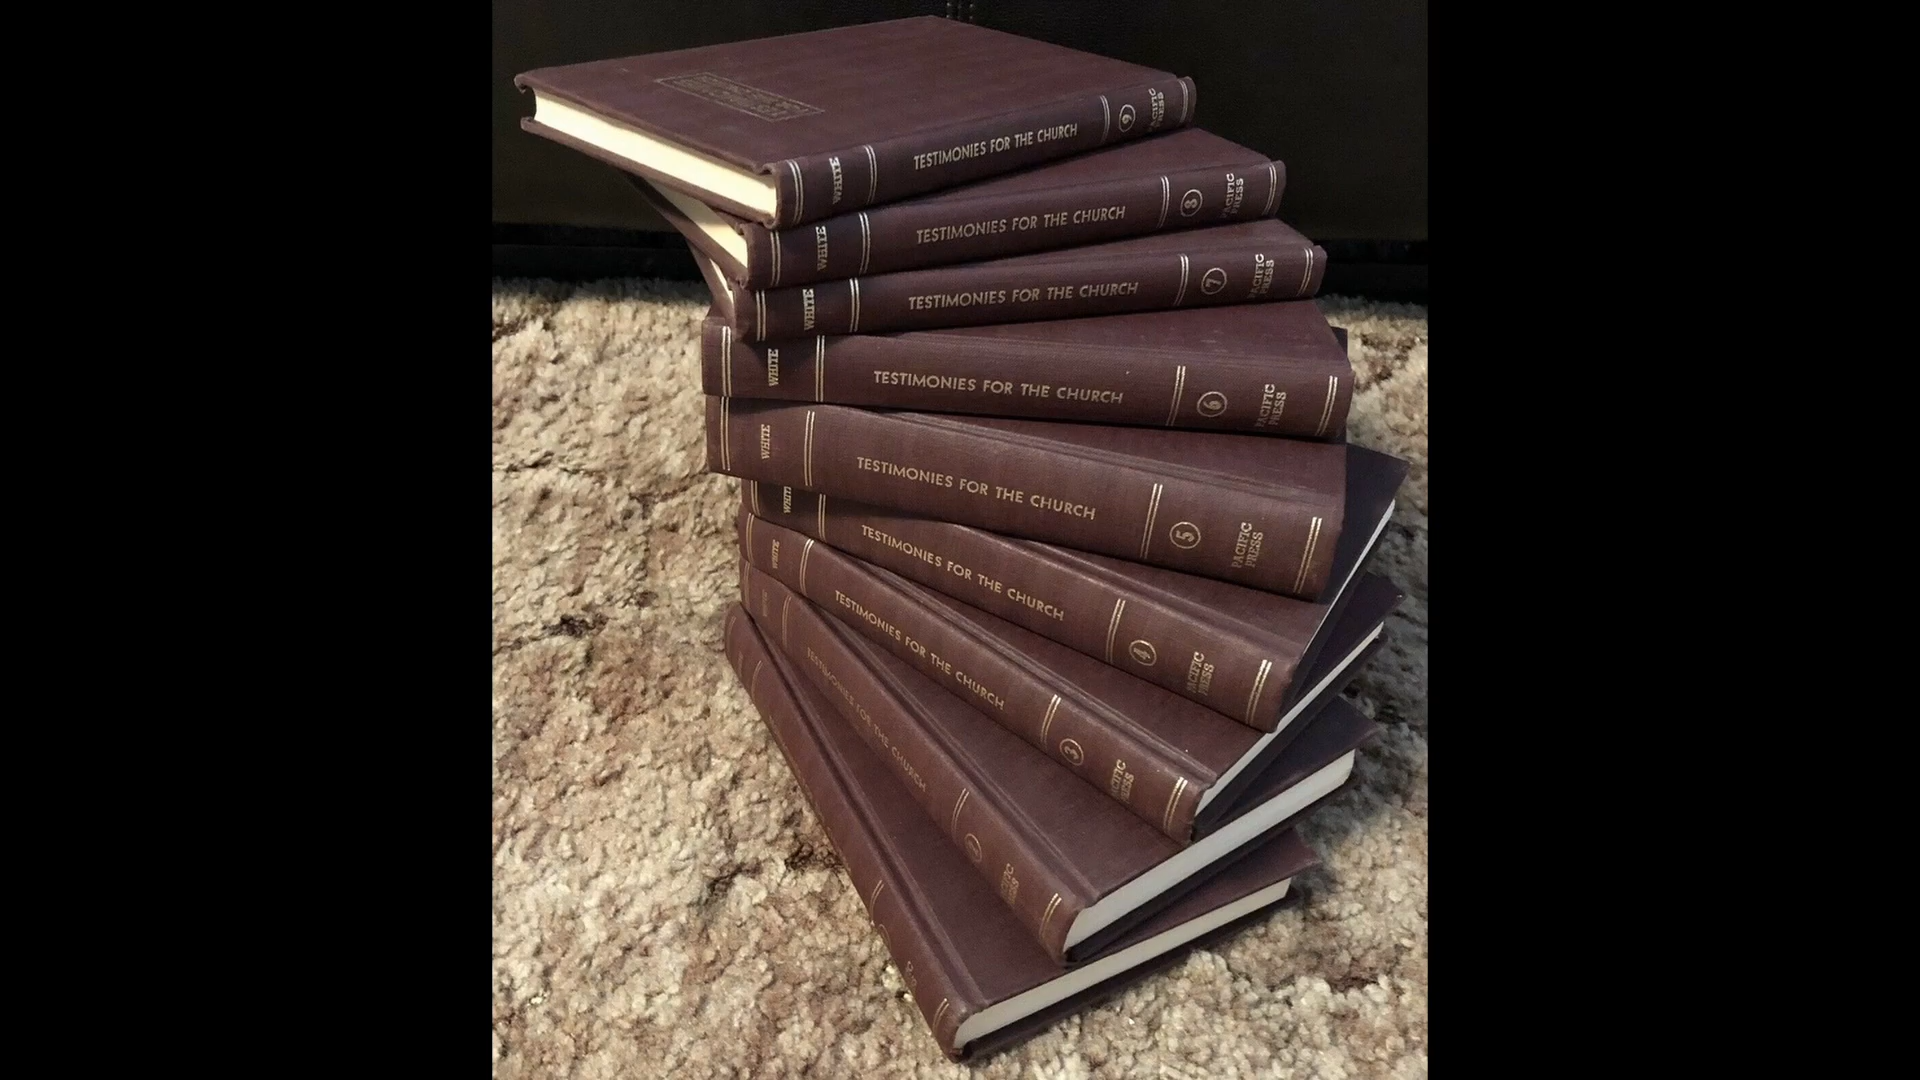 WHITE
TESTIMONIES FOR THE CHURCH
9
PACIFIC
PRESS
WHITE
TESTIMONIES FOR THE CHURCH
8
PACIFIC
PRESS
WHITE
TESTIMONIES FOR THE CHURCH
7
PACIFIC
PRESS
WHITE
TESTIMONIES FOR THE CHURCH
6
PACIFIC
PRESS
WHITE
TESTIMONIES FOR THE CHURCH
5
PACIFIC
PRESS
WHITE
TESTIMONIES FOR THE CHURCH
4
PACIFIC
PRESS
WHITE
TESTIMONIES FOR THE CHURCH
3
PACIFIC
PRESS
TESTIMONIES FOR THE CHURCH
2